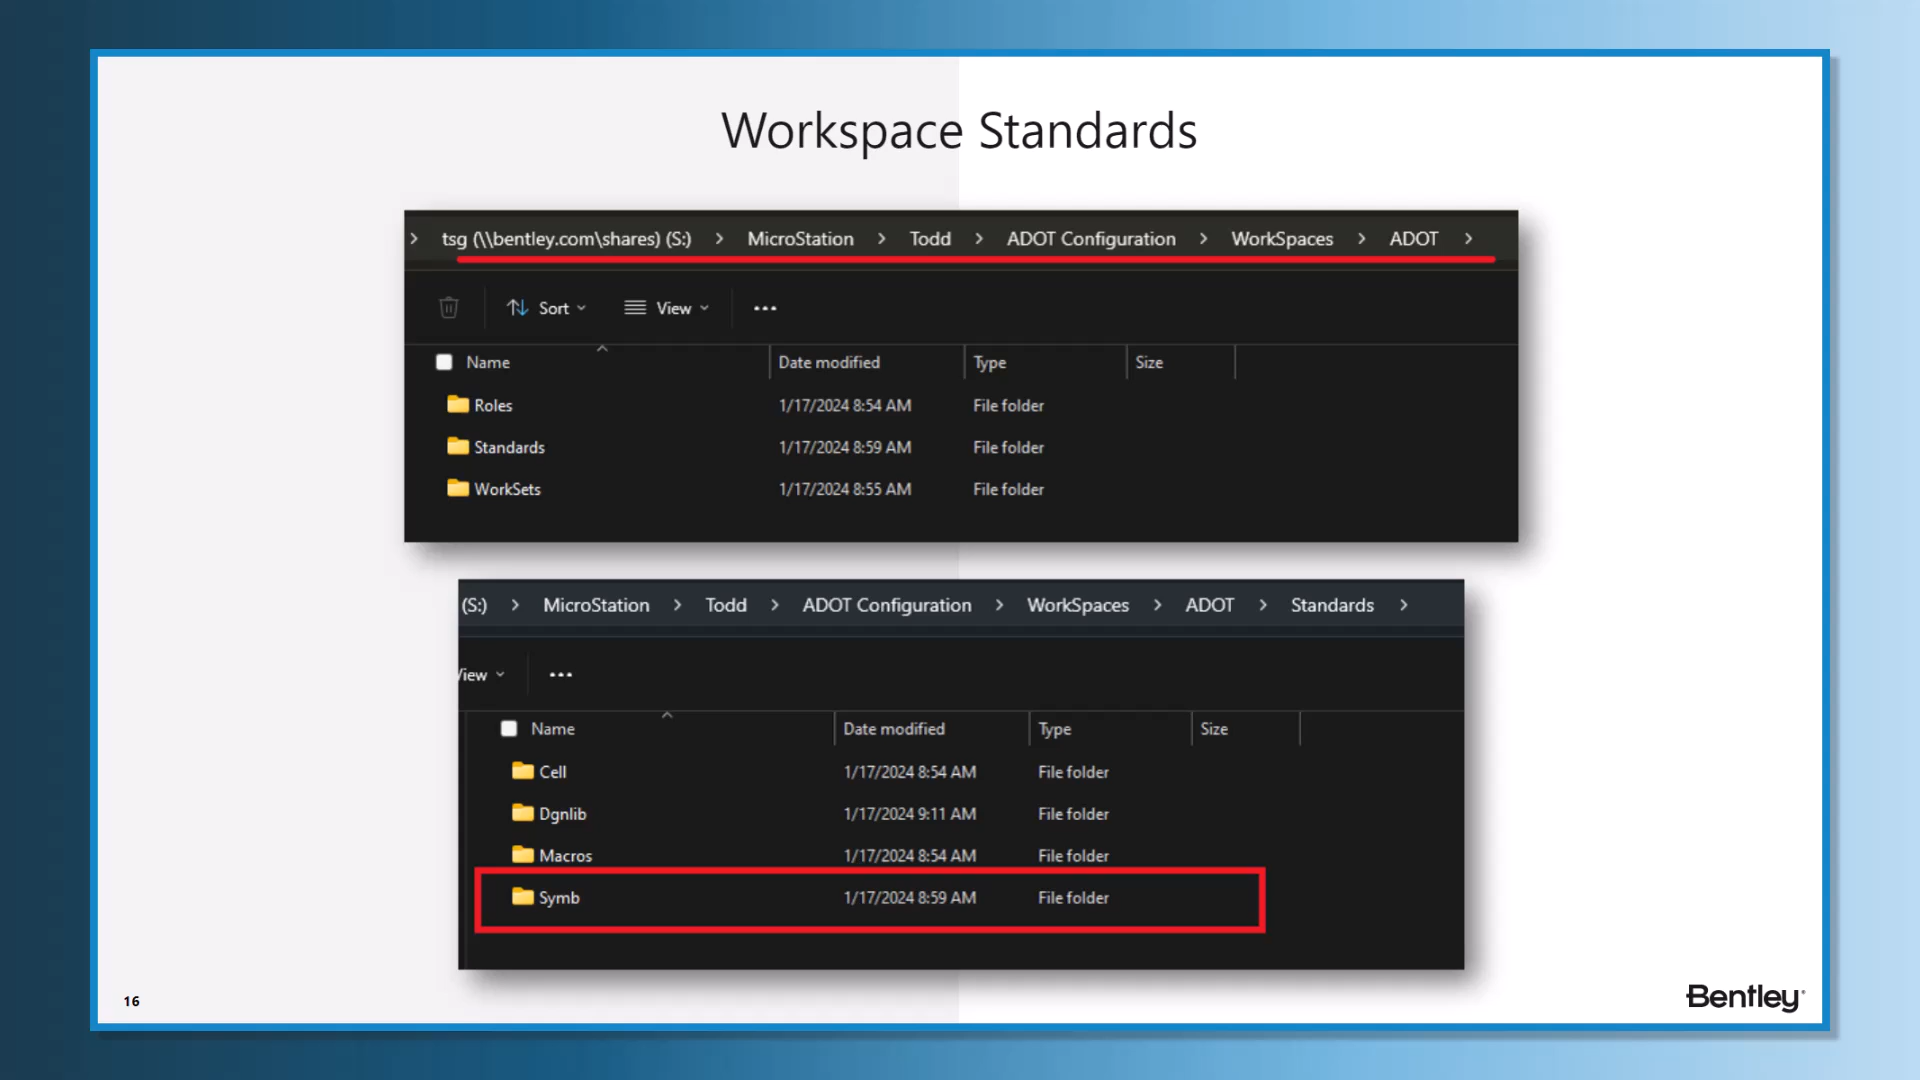 Workspace Standards
> tsg (\\bentley.com\shares) (S:) > MicroStation > Todd > ADOT Configuration > WorkSpaces > ADOT >
Sort View •••
Name Date modified Type Size
Roles 1/17/2024 8:54 AM File folder
Standards 1/17/2024 8:59 AM File folder
WorkSets 1/17/2024 8:55 AM File folder
(S:) > MicroStation > Todd > ADOT Configuration > WorkSpaces > ADOT > Standards >
View •••
Name Date modified Type Size
Cell 1/17/2024 8:54 AM File folder
Dgnlib 1/17/2024 9:11 AM File folder
Macros 1/17/2024 8:54 AM File folder
Symb 1/17/2024 8:59 AM File folder
16
Bentley